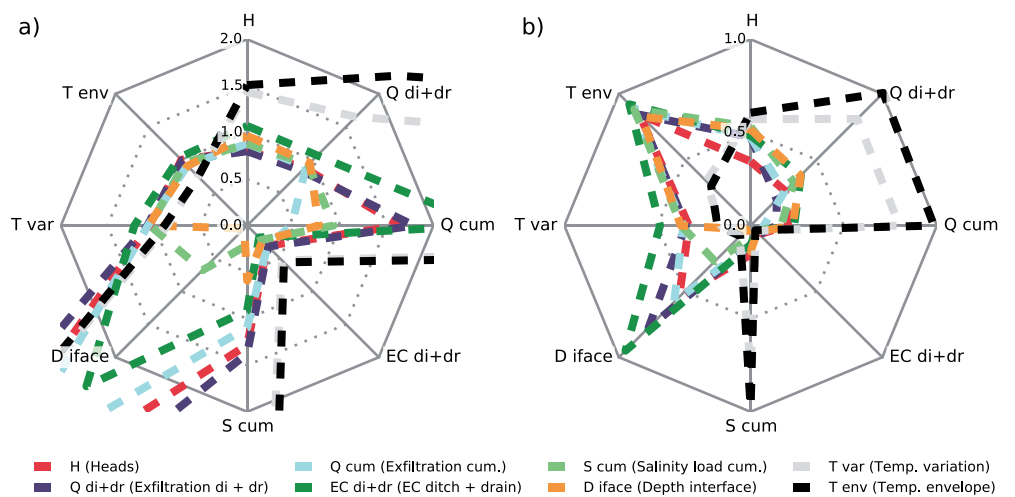 a)
H
2.0
T env
Q di+dr
1.5
1.0
0.5
T var
0.0
Q cum
D iface
EC di+dr
S cum
b)
H
1.0
T env
Q di+dr
0.5
T var
0.0
Q cum
D iface
EC di+dr
S cum
H (Heads)
Q di+dr (Exfiltration di + dr)
Q cum (Exfiltration cum.)
EC di+dr (EC ditch + drain)
S cum (Salinity load cum.)
D iface (Depth interface)
T var (Temp. variation)
T env (Temp. envelope)